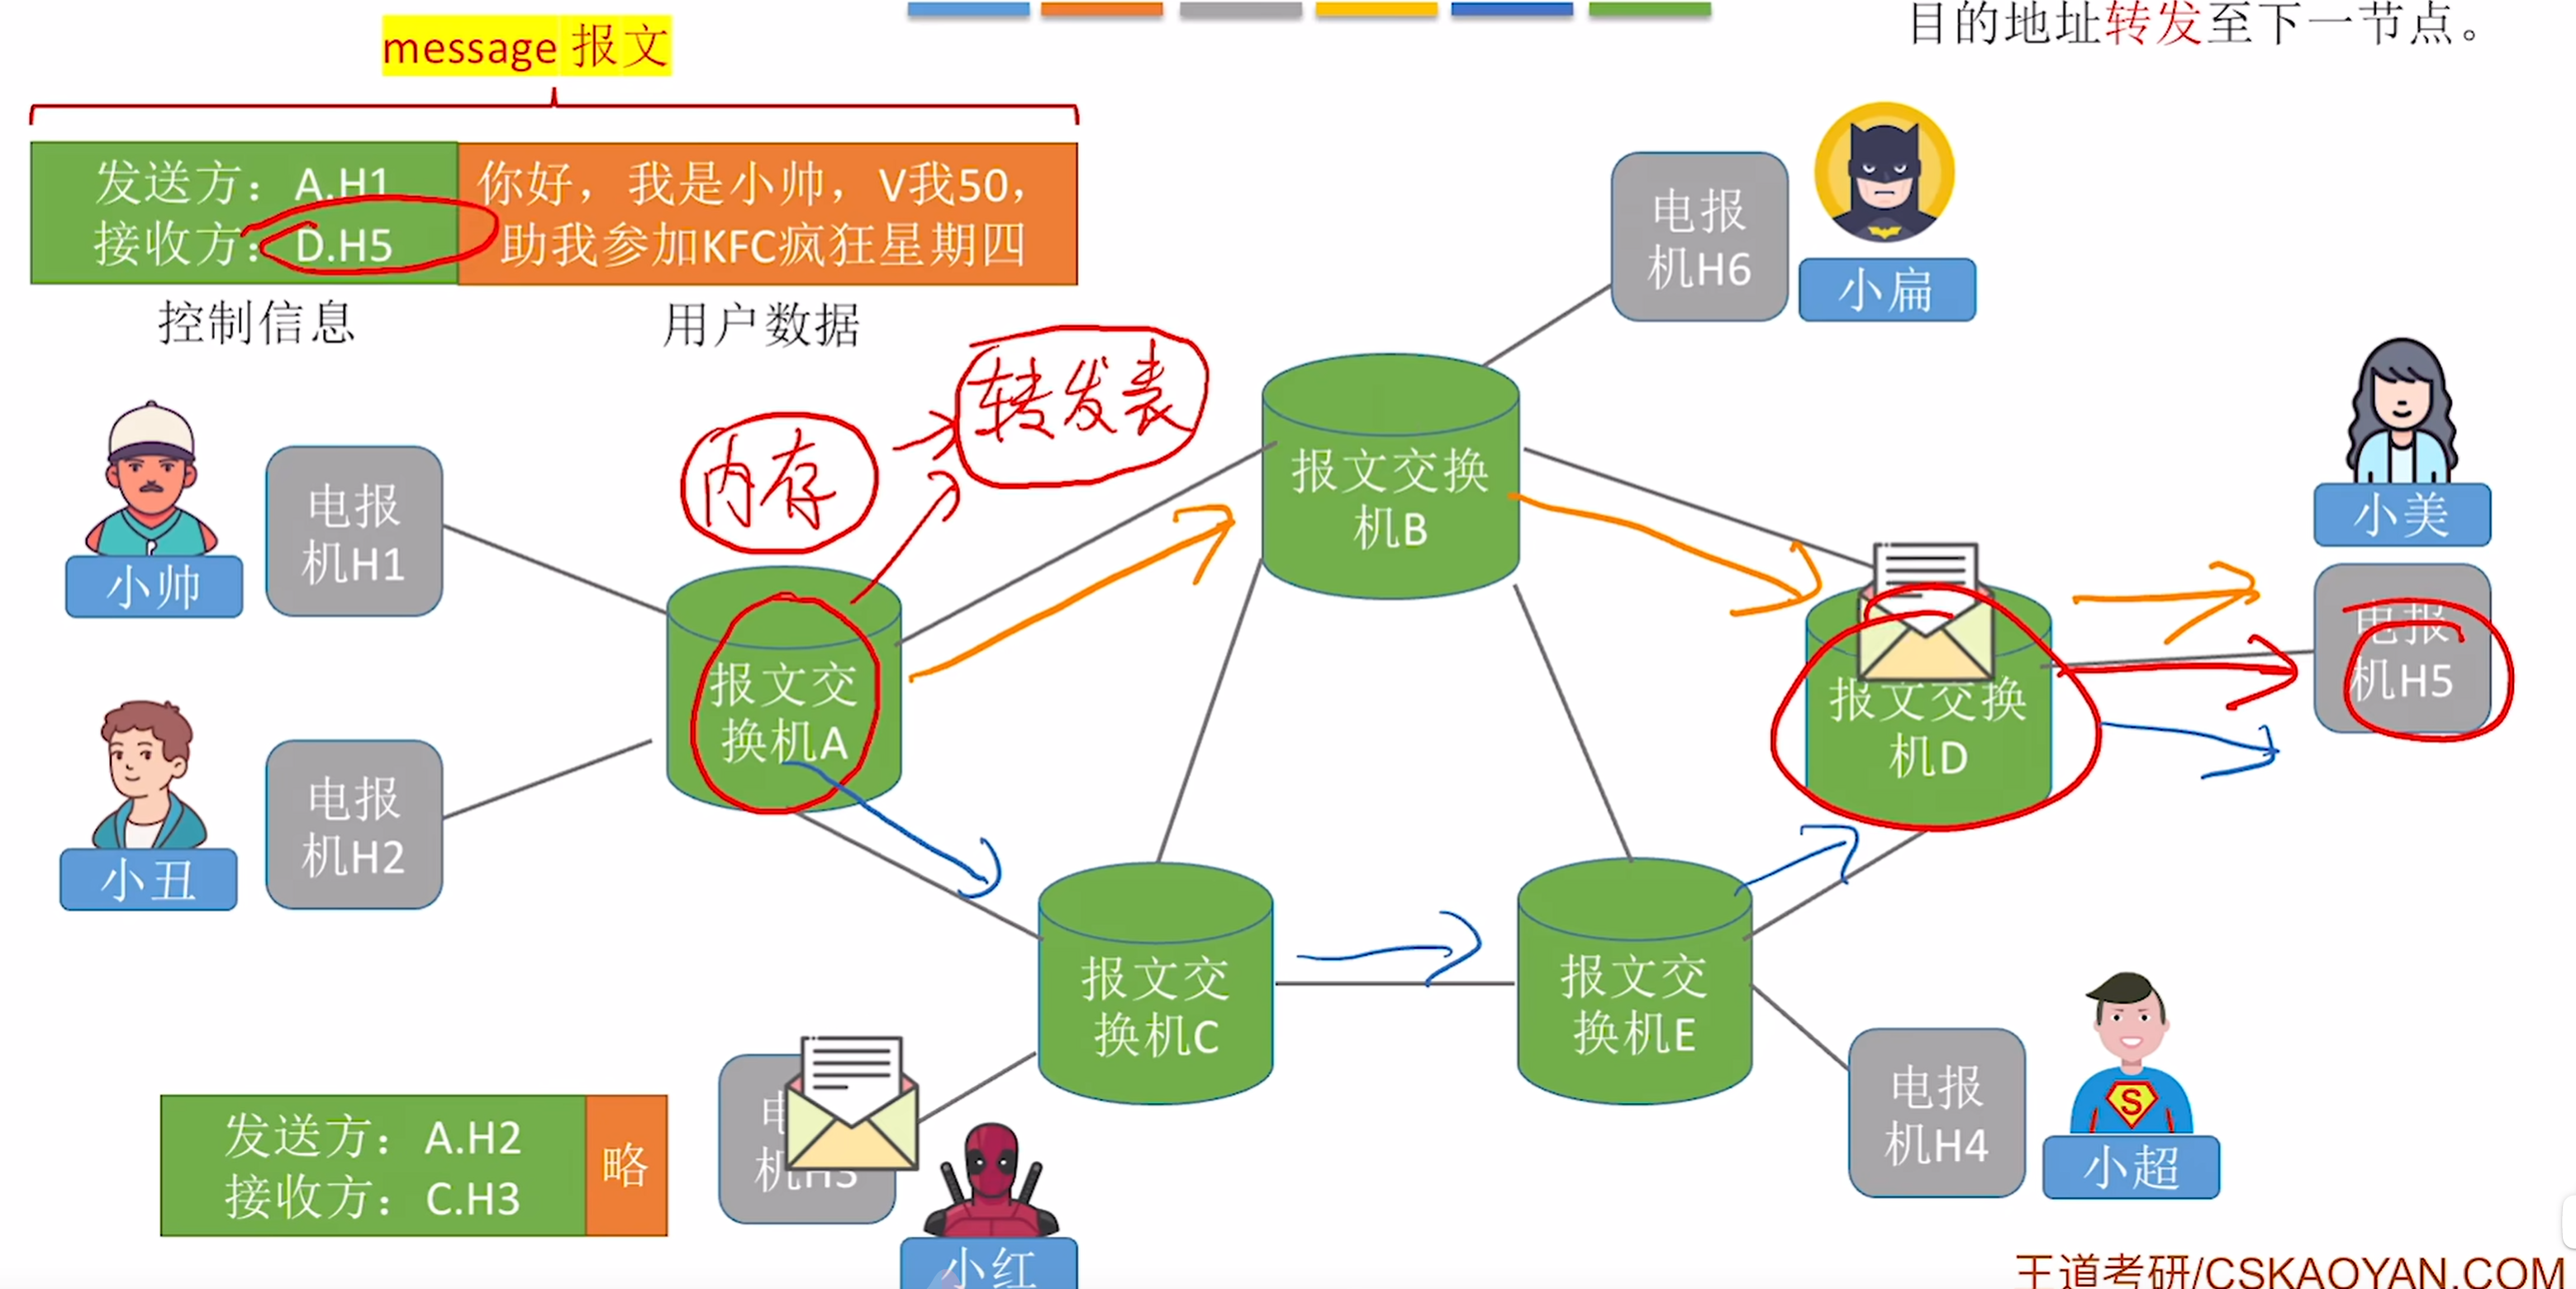 目的地址转发至下一节点。
message 报文
发送方：A.H1
接收方：D.H5
你好，我是小帅，V我50，
助我参加KFC疯狂星期四
控制信息
用户数据
电报
机H6
小扁
转发表
内存
小帅
电报
机H1
报文交换
机B
小美
小丑
电报
机H2
报文交
换机A
报文交换
机D
电报
机H5
报文交
换机C
报文交
换机E
发送方：A.H2
接收方：C.H3
略
机H3
小红
电报
机H4
小超
王道考研/CSKAOYAN.COM